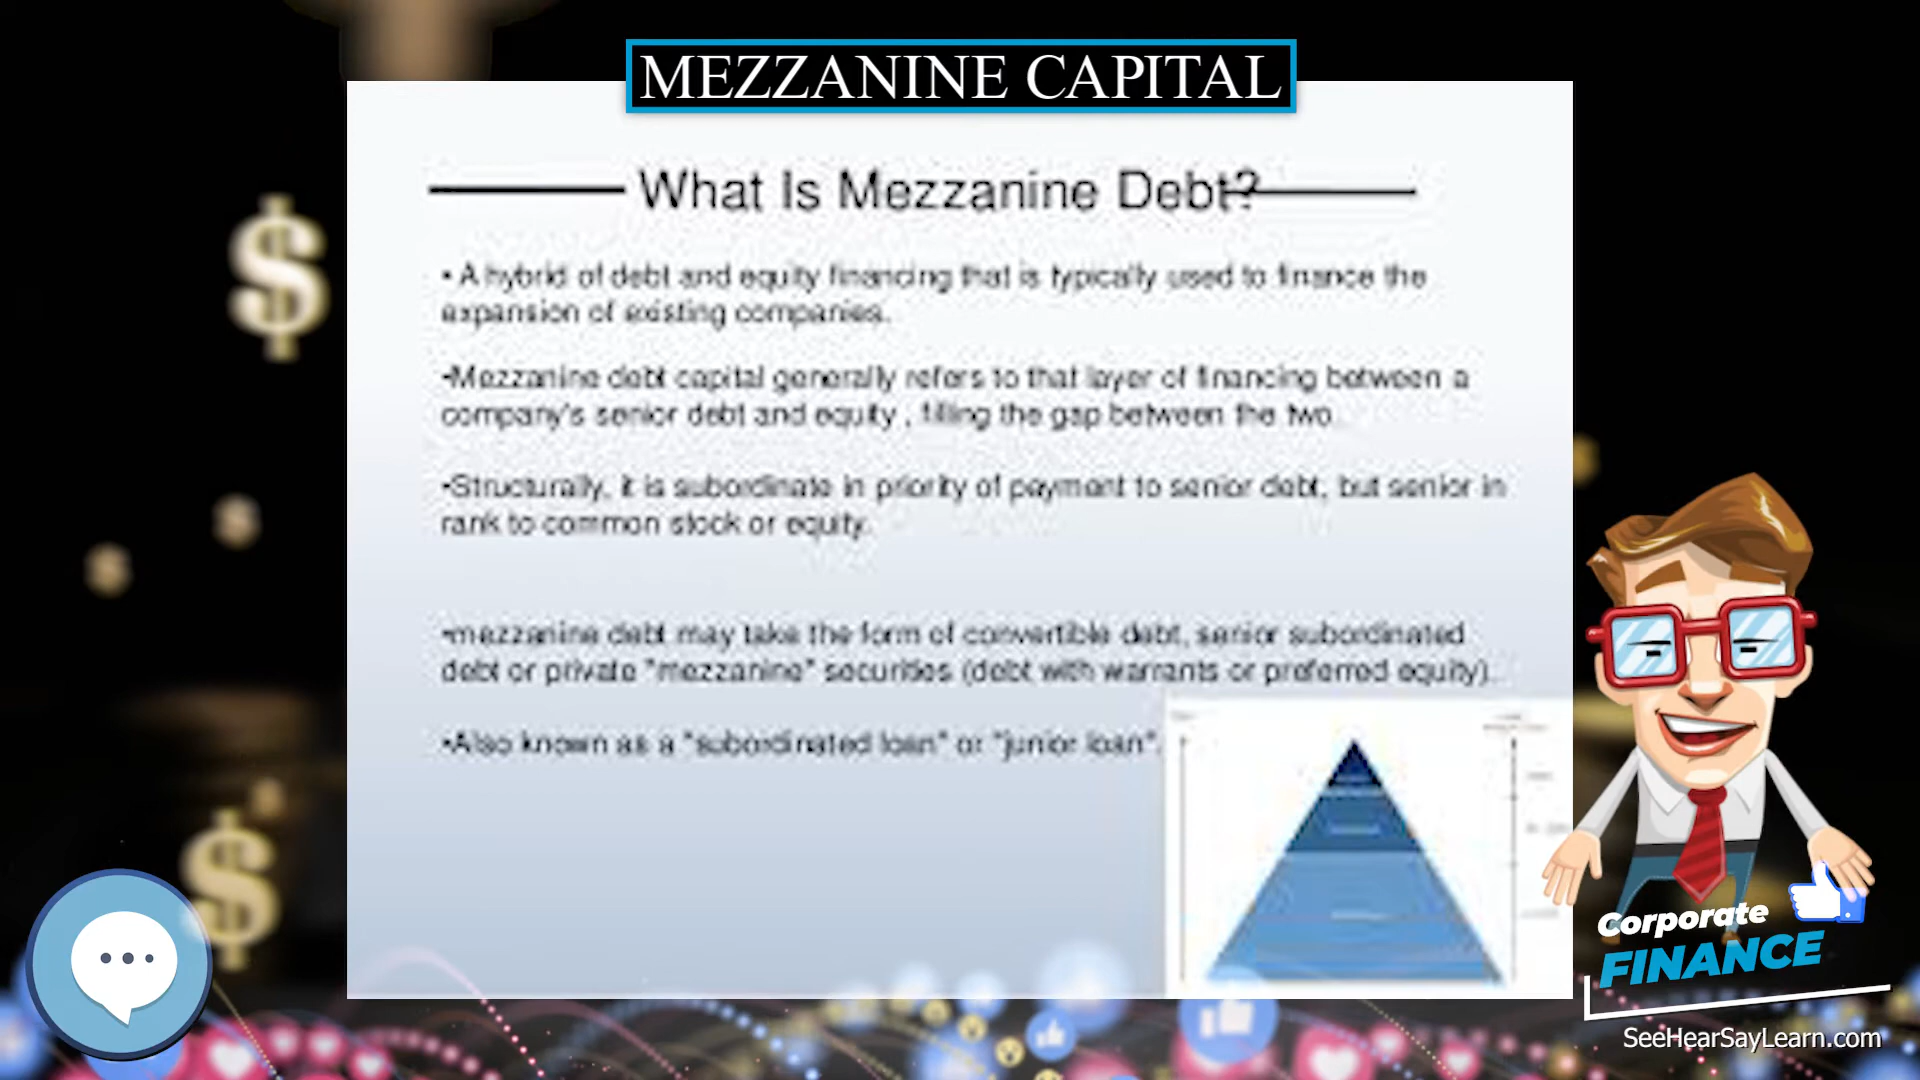 MEZZANINE CAPITAL
What Is Mezzanine Debt?
• A hybrid of debt and equity financing that is typically used to finance the
expansion of existing companies.
•Mezzanine debt capital generally refers to that layer of financing between a
company's senior debt and equity , filling the gap between the two.
•Structurally, it is subordinate in priority of payment to senior debt, but senior in
rank to common stock or equity.
•mezzanine debt may take the form of convertible debt, senior subordinated
debt or private "mezzanine" securities (debt with warrants or preferred equity).
•Also known as a "subordinated loan" or "junior loan".
Corporate
FINANCE
SeeHearSayLearn.com